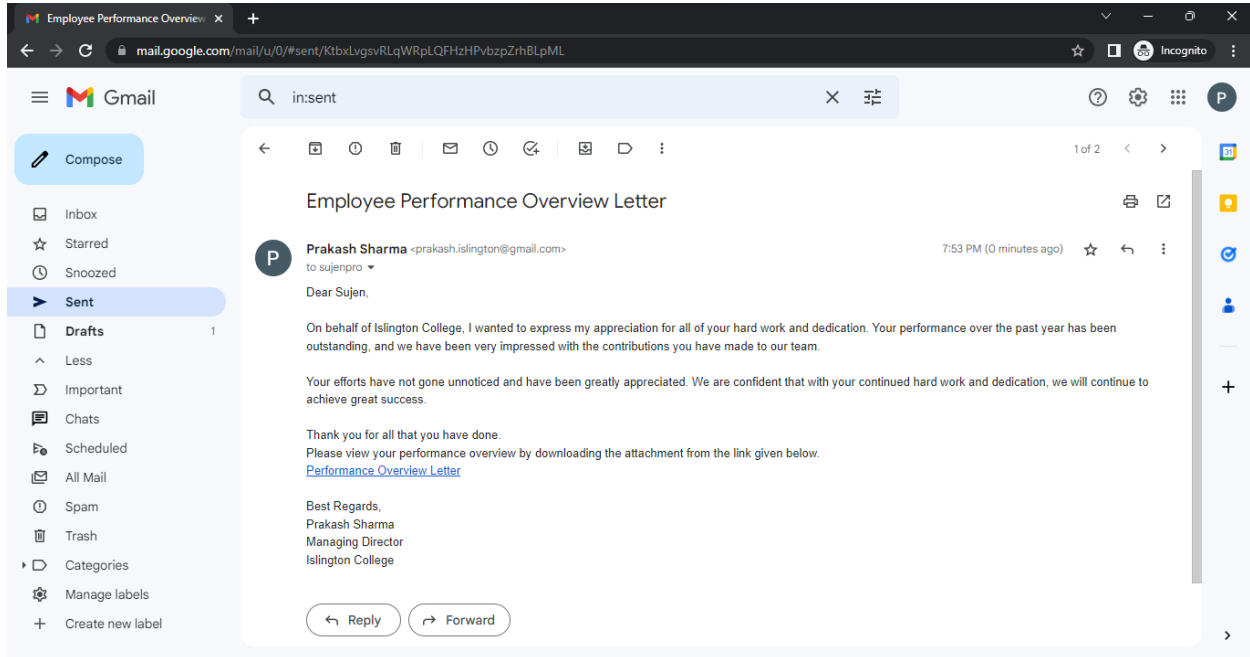 Employee Performance Overview
mail.google.com/mail/u/0/#sent/KtbxLvgsvRLqWRpLQFHzHPvbzpZrhBLpML
Incognito
Gmail
in:sent
P
Compose
1 of 2
31
Inbox
Starred
Snoozed
Sent
Drafts 1
Less
Important
Chats
Scheduled
All Mail
Spam
Trash
Categories
Manage labels
Create new label
Employee Performance Overview Letter
P
Prakash Sharma <prakash.islington@gmail.com>
7:53 PM (0 minutes ago)
to sujenpro
Dear Sujen,
On behalf of Islington College, I wanted to express my appreciation for all of your hard work and dedication. Your performance over the past year has been
outstanding, and we have been very impressed with the contributions you have made to our team.
Your efforts have not gone unnoticed and have been greatly appreciated. We are confident that with your continued hard work and dedication, we will continue to
achieve great success.
Thank you for all that you have done.
Please view your performance overview by downloading the attachment from the link given below.
Performance Overview Letter
Best Regards,
Prakash Sharma
Managing Director
Islington College
Reply
Forward